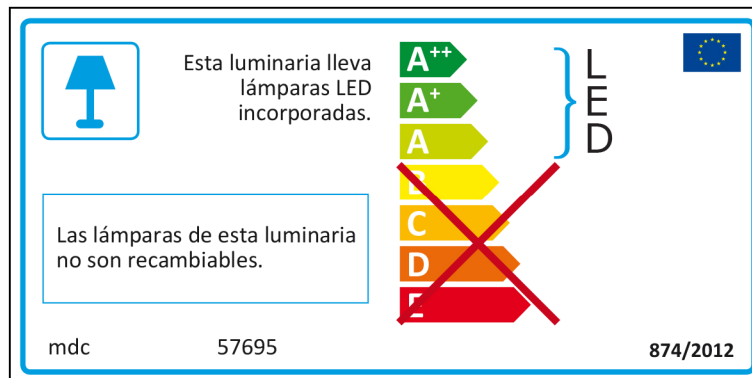 Esta luminaria lleva
lámparas LED
incorporadas.
A++
A+
A
B
C
D
E
L
E
D
Las lámparas de esta luminaria
no son recambiables.
mdc 57695
874/2012